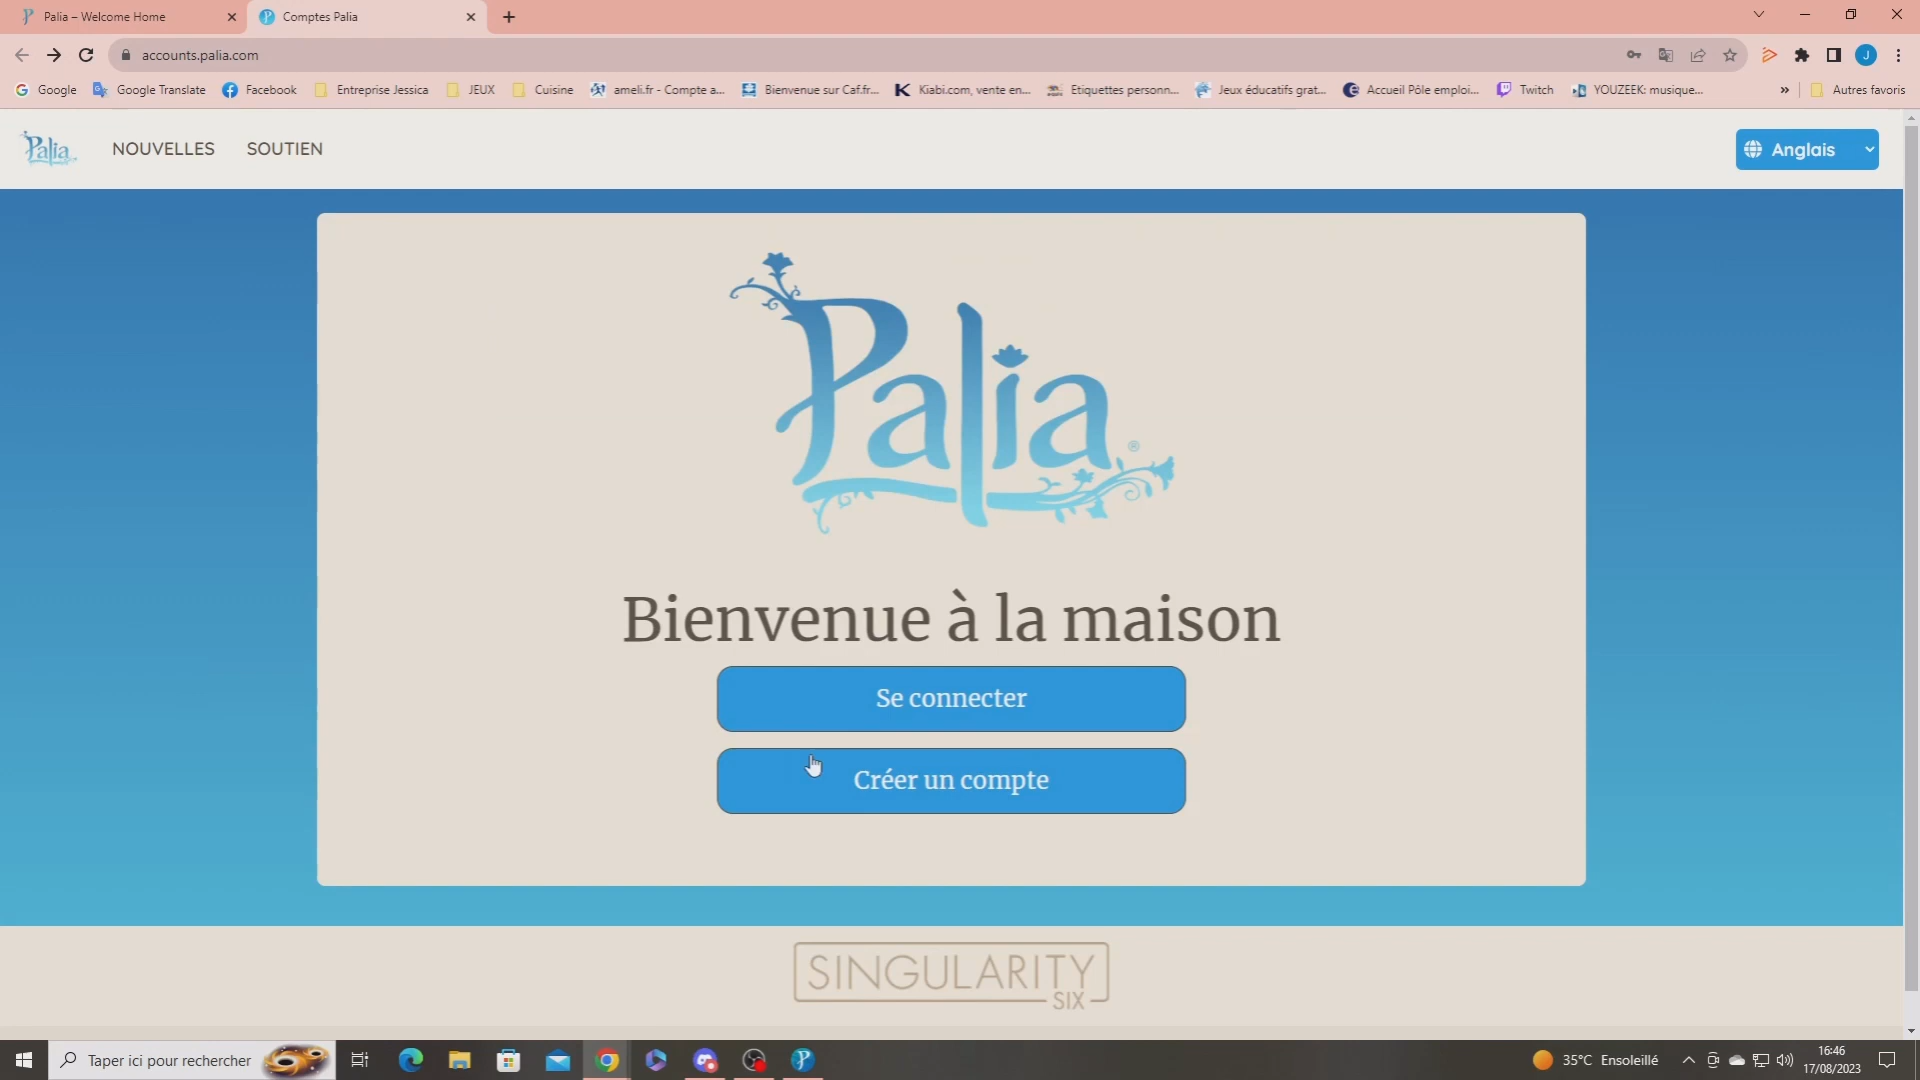 Palia – Welcome Home
Comptes Palia
accounts.palia.com
J
Google
Google Translate
Facebook
Entreprise Jessica
JEUX
Cuisine
ameli.fr - Compte a...
Bienvenue sur Caf.fr...
Kiabi.com, vente en...
Etiquettes personn...
Jeux éducatifs grat...
Accueil Pôle emploi...
Twitch
YOUZEEK: musique...
»
Autres favoris
Palia
NOUVELLES
SOUTIEN
Anglais
Palia®
Bienvenue à la maison
Se connecter
Créer un compte
SINGULARITY
SIX
Taper ici pour rechercher
35°C Ensoleillé
16:46
17/08/2023